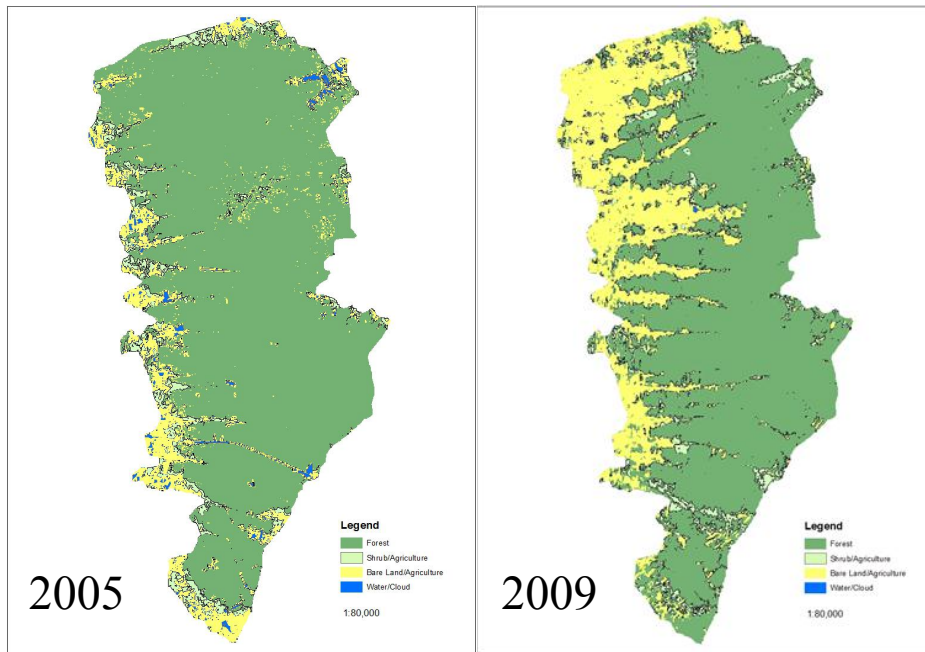 Legend
Forest
Shrub/Agriculture
Bare Land/Agriculture
Water/Cloud
1:80,000
2005
Legend
Forest
Shrub/Agriculture
Bare Land/Agriculture
Water/Cloud
1:80,000
2009